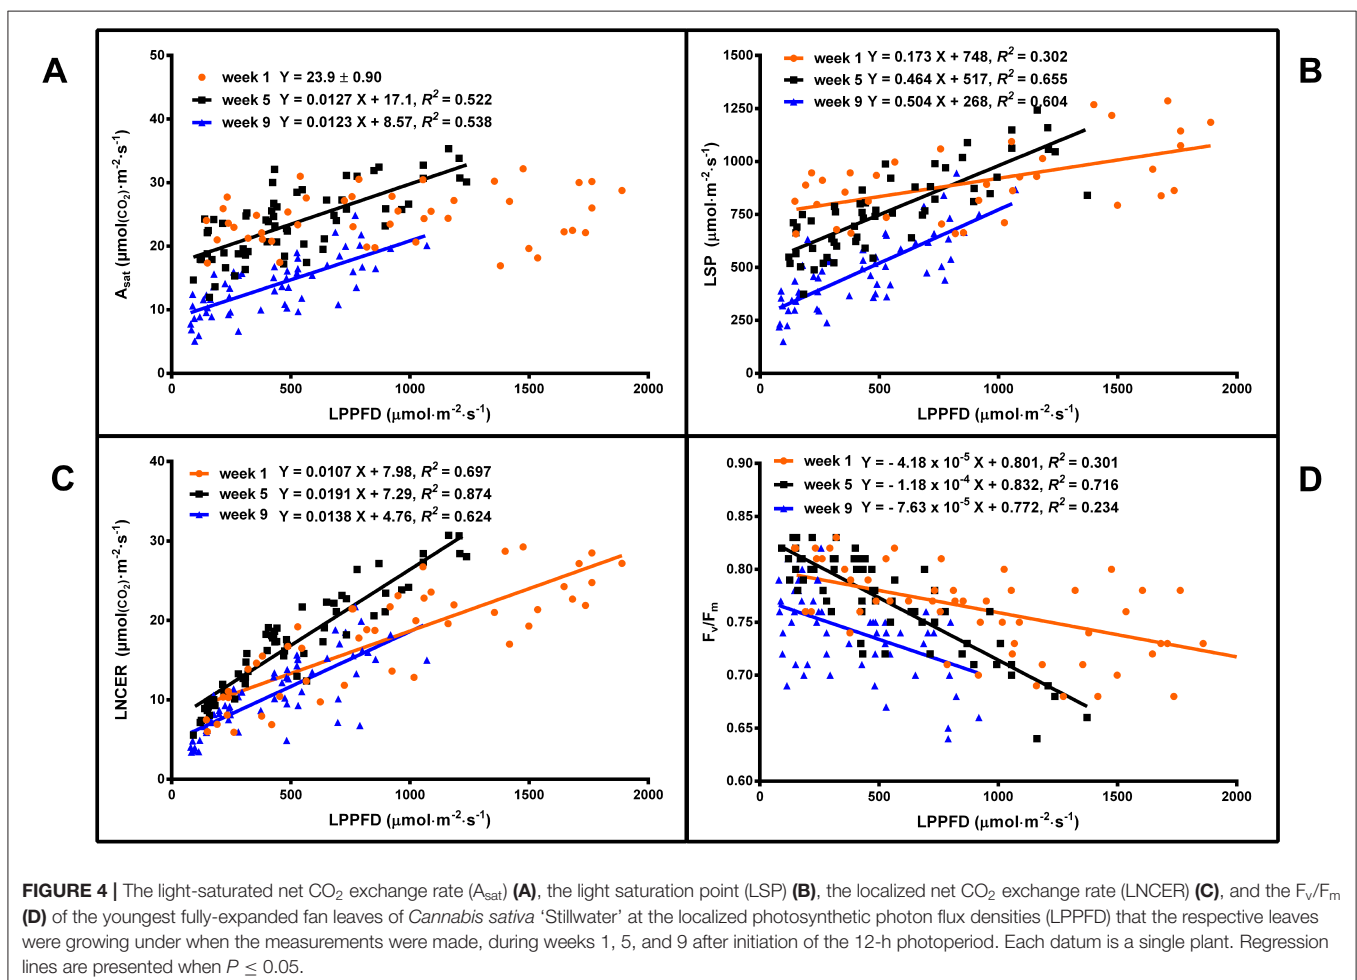 A
50
40
30
20
10
0
A_sat (µmol(CO₂)·m⁻²·s⁻¹)
week 1 Y = 23.9 ± 0.90
week 5 Y = 0.0127 X + 17.1, R² = 0.522
week 9 Y = 0.0123 X + 8.57, R² = 0.538
0 500 1000 1500 2000
LPPFD (µmol·m⁻²·s⁻¹)
B
1500
1250
1000
750
500
250
0
LSP (µmol·m⁻²·s⁻¹)
week 1 Y = 0.173 X + 748, R² = 0.302
week 5 Y = 0.464 X + 517, R² = 0.655
week 9 Y = 0.504 X + 268, R² = 0.604
0 500 1000 1500 2000
LPPFD (µmol·m⁻²·s⁻¹)
C
40
30
20
10
0
LNCER (µmol(CO₂)·m⁻²·s⁻¹)
week 1 Y = 0.0107 X + 7.98, R² = 0.697
week 5 Y = 0.0191 X + 7.29, R² = 0.874
week 9 Y = 0.0138 X + 4.76, R² = 0.624
0 500 1000 1500 2000
LPPFD (µmol·m⁻²·s⁻¹)
D
0.90
0.85
0.80
0.75
0.70
0.65
0.60
F_v/F_m
week 1 Y = - 4.18 x 10⁻⁵ X + 0.801, R² = 0.301
week 5 Y = -1.18 x 10⁻⁴ X + 0.832, R² = 0.716
week 9 Y = - 7.63 x 10⁻⁵ X + 0.772, R² = 0.234
0 500 1000 1500 2000
LPPFD (µmol·m⁻²·s⁻¹)
FIGURE 4 | The light-saturated net CO₂ exchange rate (A_sat) (A), the light saturation point (LSP) (B), the localized net CO₂ exchange rate (LNCER) (C), and the F_v/F_m
(D) of the youngest fully-expanded fan leaves of Cannabis sativa ‘Stillwater’ at the localized photosynthetic photon flux densities (LPPFD) that the respective leaves
were growing under when the measurements were made, during weeks 1, 5, and 9 after initiation of the 12-h photoperiod. Each datum is a single plant. Regression
lines are presented when P ≤ 0.05.